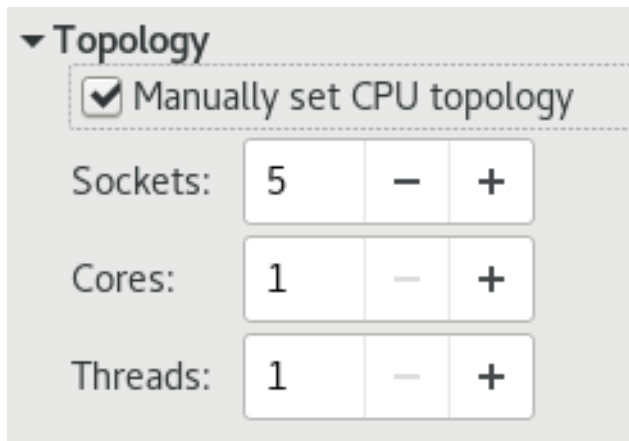 Topology
Manually set CPU topology
Sockets: 5 − +
Cores: 1 − +
Threads: 1 − +